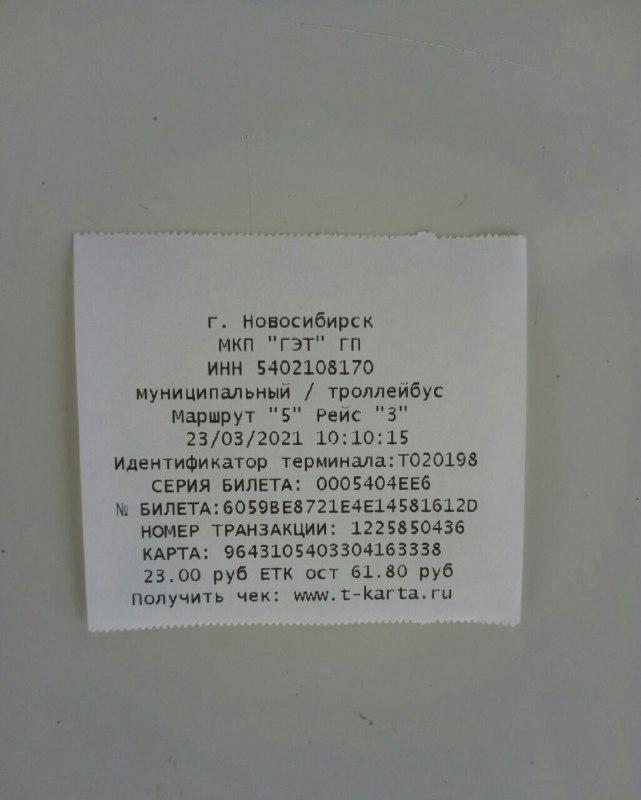 г. Новосибирск
МКП "ГЭТ" ГП
ИНН 5402108170
муниципальный / троллейбус
Маршрут "5" Рейс "3"
23/03/2021 10:10:15
Идентификатор терминала:T020198
СЕРИЯ БИЛЕТА: 0005404EE6
№ БИЛЕТА:6059BE8721E4E14581612D
НОМЕР ТРАНЗАКЦИИ: 1225850436
КАРТА: 9643105403304163338
23.00 руб ЕТК ост 61.80 руб
Получить чек: www.t-karta.ru